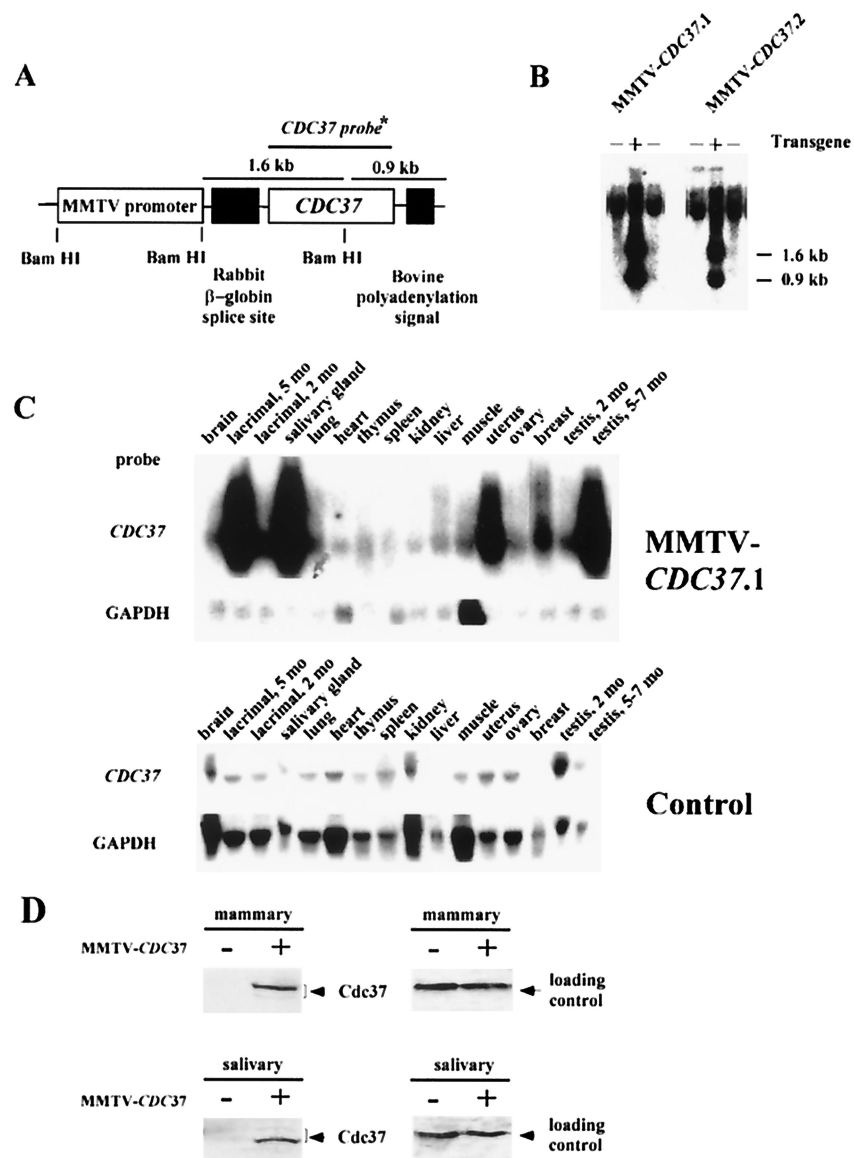 A
CDC37 probe*
1.6 kb
0.9 kb
MMTV promoter
CDC37
Bam HI
Bam HI
Bam HI
Rabbit
β–globin
splice site
Bovine
polyadenylation
signal
B
MMTV-CDC37.1
MMTV-CDC37.2
– + – – + – Transgene
1.6 kb
0.9 kb
C
brain
lacrimal, 5 mo
lacrimal, 2 mo
salivary gland
lung
heart
thymus
spleen
kidney
liver
muscle
uterus
ovary
breast
testis, 2 mo
testis, 5-7 mo
probe
CDC37
GAPDH
MMTV-
CDC37.1
brain
lacrimal, 5 mo
lacrimal, 2 mo
salivary gland
lung
heart
thymus
spleen
kidney
liver
muscle
uterus
ovary
breast
testis, 2 mo
testis, 5-7 mo
CDC37
GAPDH
Control
D
mammary
mammary
MMTV-CDC37 - + - +
Cdc37
loading
control
salivary
salivary
MMTV-CDC37 - + - +
Cdc37
loading
control